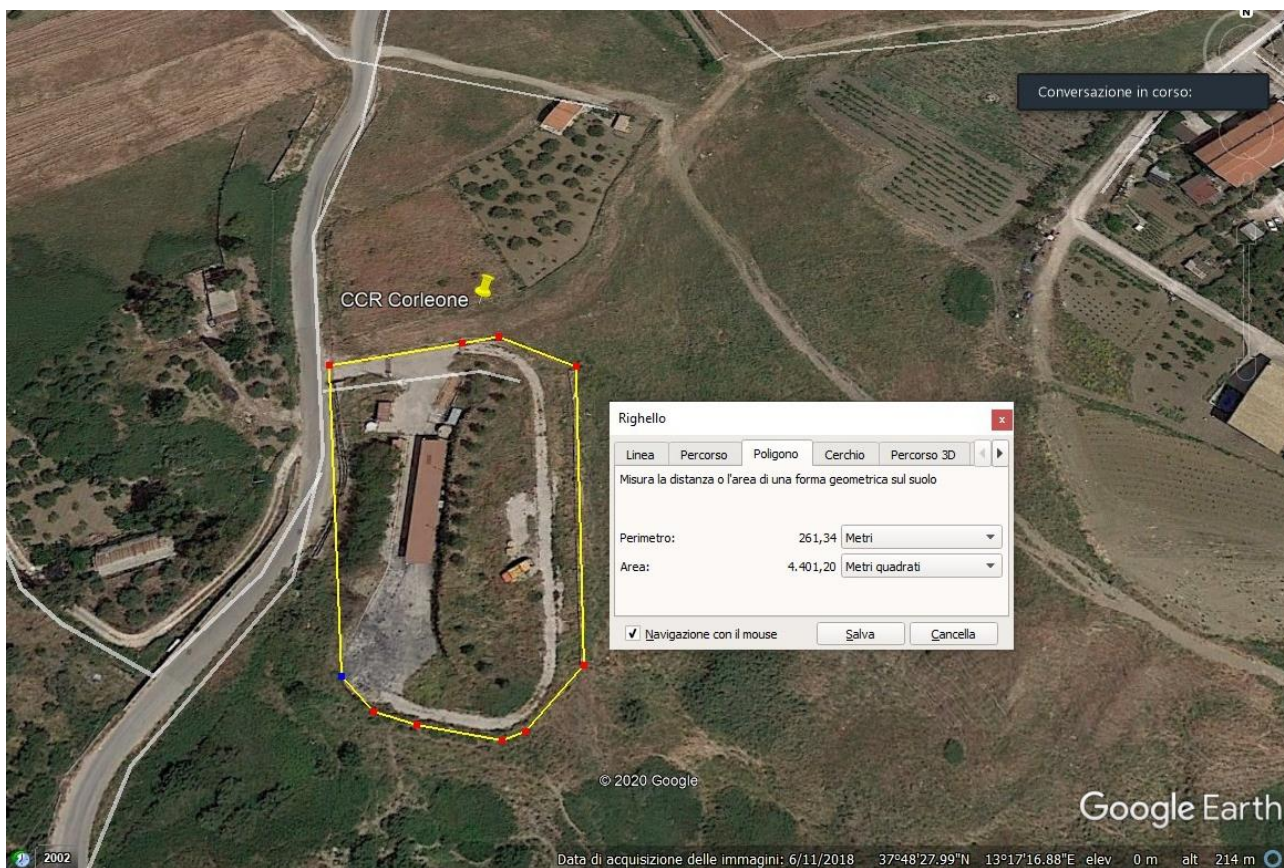 N
Conversazione in corso:
CCR Corleone
Righello
x
Linea Percorso Poligono Cerchio Percorso 3D
Misura la distanza o l'area di una forma geometrica sul suolo
Perimetro: 261,34 Metri
Area: 4.401,20 Metri quadrati
Navigazione con il mouse Salva Cancella
© 2020 Google
Google Earth
2002 Data di acquisizione delle immagini: 6/11/2018 37°48'27.99"N 13°17'16.88"E elev 0 m alt 214 m